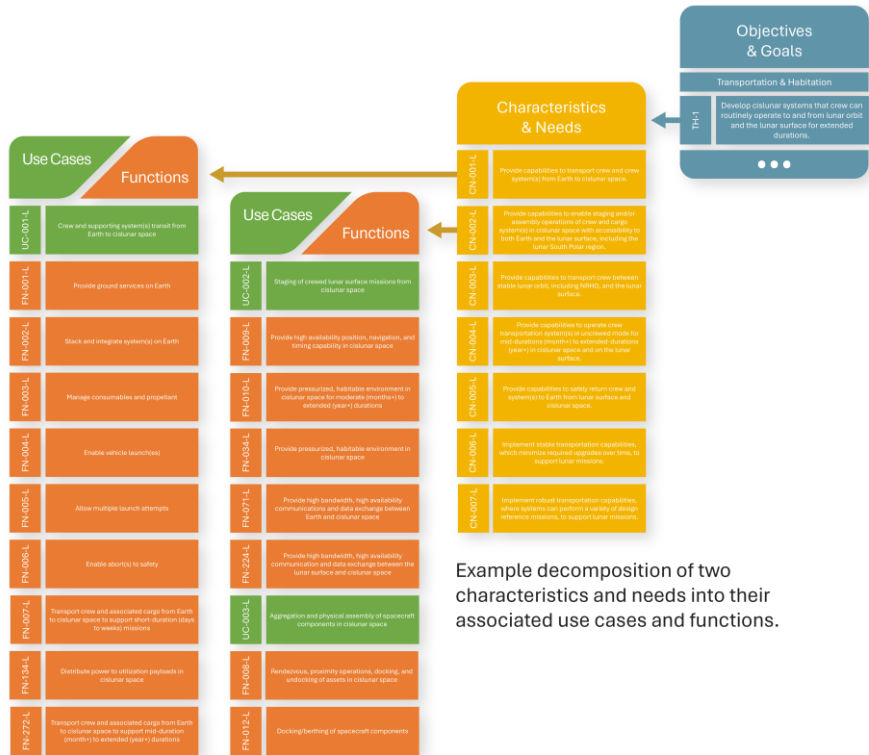 Objectives
& Goals
Transportation & Habitation
TH-1
Develop cislunar systems that crew can
routinely operate to and from lunar orbit
and the lunar surface for extended
durations.
Characteristics
& Needs
CN-001-L
Provide capabilities to transport crew and crew
system(s) from Earth to cislunar space.
CN-002-L
Provide capabilities to enable staging and/or
assembly operations of crew and cargo
system(s) in cislunar space with accessibility to
both Earth and the lunar surface, including the
lunar South Polar region.
CN-003-L
Provide capabilities to transport crew between
stable lunar orbit, including NRHO, and the lunar
surface.
CN-004-L
Provide capabilities to operate crew
transportation system(s) in uncrewed mode for
mid-durations (month+) to extended-durations
(year+) in cislunar space and on the lunar
surface.
CN-005-L
Provide capabilities to safely return crew and
system(s) to Earth from lunar surface and
cislunar space.
CN-006-L
Implement stable transportation capabilities,
which minimize required upgrades over time, to
support lunar missions.
CN-007-L
Implement robust transportation capabilities,
where systems can perform a variety of design
reference missions, to support lunar missions.
Use Cases
Functions
UC-001-L
Crew and supporting system(s) transit from
Earth to cislunar space
FN-001-L
Provide ground services on Earth
FN-002-L
Stack and integrate system(s) on Earth
FN-003-L
Manage consumables and propellant
FN-004-L
Enable vehicle launch(es)
FN-005-L
Allow multiple launch attempts
FN-006-L
Enable abort(s) to safety
FN-007-L
Transport crew and associated cargo from Earth
to cislunar space to support short-duration (days
to weeks) missions
FN-134-L
Distribute power to utilization payloads in
cislunar space
FN-272-L
Transport crew and associated cargo from Earth
to cislunar space to support mid-duration
(month+) to extended (year+) durations
Use Cases
Functions
UC-002-L
Staging of crewed lunar surface missions from
cislunar space
FN-009-L
Provide high availability position, navigation, and
timing capability in cislunar space
FN-010-L
Provide pressurized, habitable environment in
cislunar space for moderate (months+) to
extended (year+) durations
FN-034-L
Provide pressurized, habitable environment in
cislunar space
FN-071-L
Provide high bandwidth, high availability
communications and data exchange between
Earth and cislunar space
FN-224-L
Provide high bandwidth, high availability
communication and data exchange between the
lunar surface and cislunar space
UC-003-L
Aggregation and physical assembly of spacecraft
components in cislunar space
FN-008-L
Rendezvous, proximity operations, docking, and
undocking of assets in cislunar space
FN-012-L
Docking/berthing of spacecraft components
Example decomposition of two
characteristics and needs into their
associated use cases and functions.